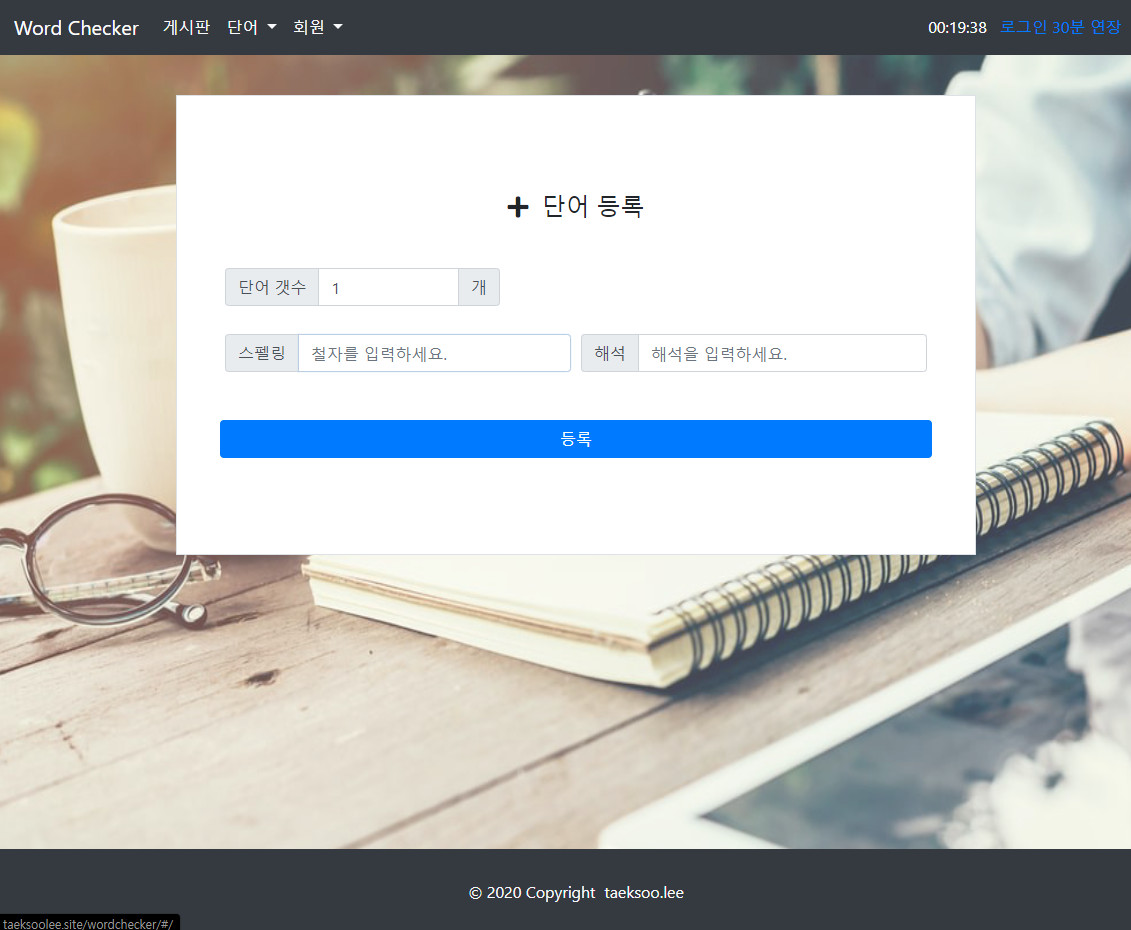 Word Checker 게시판 단어 회원 00:19:38 로그인 30분 연장
단어 등록
단어 갯수 1 개
스펠링 철자를 입력하세요. 해석 해석을 입력하세요.
등록
© 2020 Copyright taeksoo.lee
taeksoolee.site/wordchecker/#/